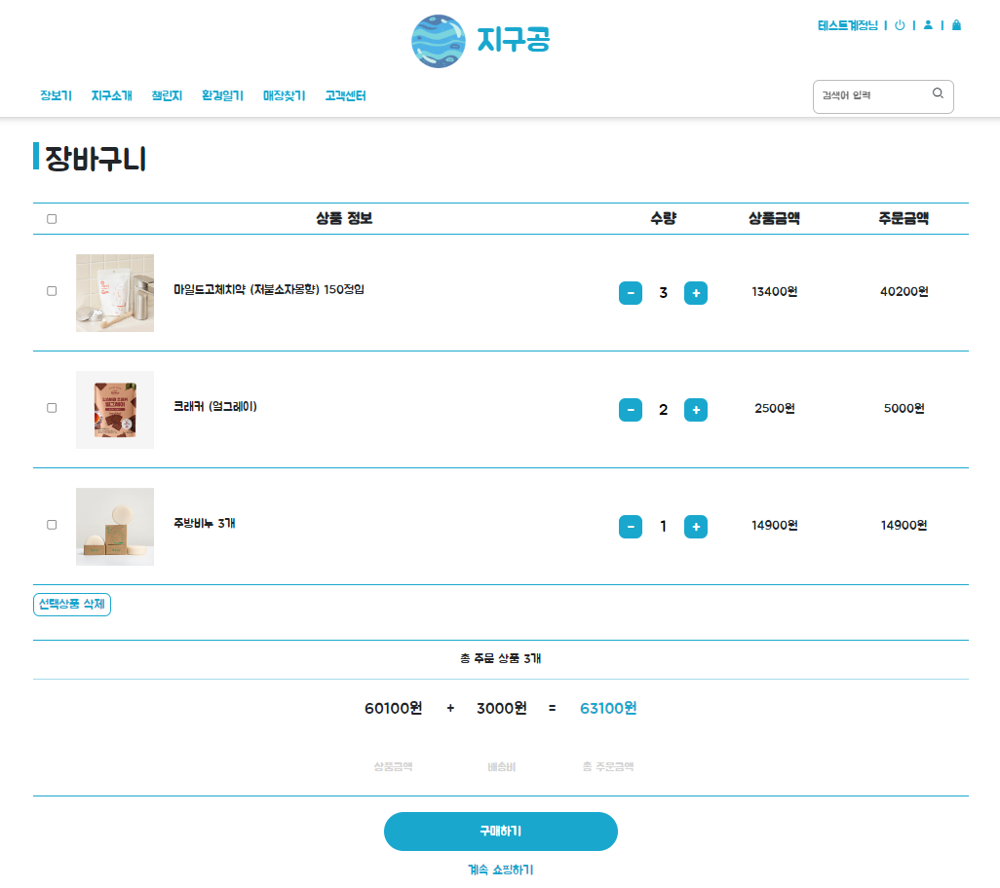 지구공
테스트계정님 | | |
장보기 지구소개 챌린지 환경일기 매장찾기 고객센터
검색어 입력
장바구니
상품 정보 수량 상품금액 주문금액
마일드고체치약 (저불소자몽향) 150정입 - 3 + 13400원 40200원
크래커 (얼그레이) - 2 + 2500원 5000원
주방비누 3개 - 1 + 14900원 14900원
선택상품 삭제
총 주문 상품 3개
60100원 + 3000원 = 63100원
상품금액 배송비 총 주문금액
구매하기
계속 쇼핑하기